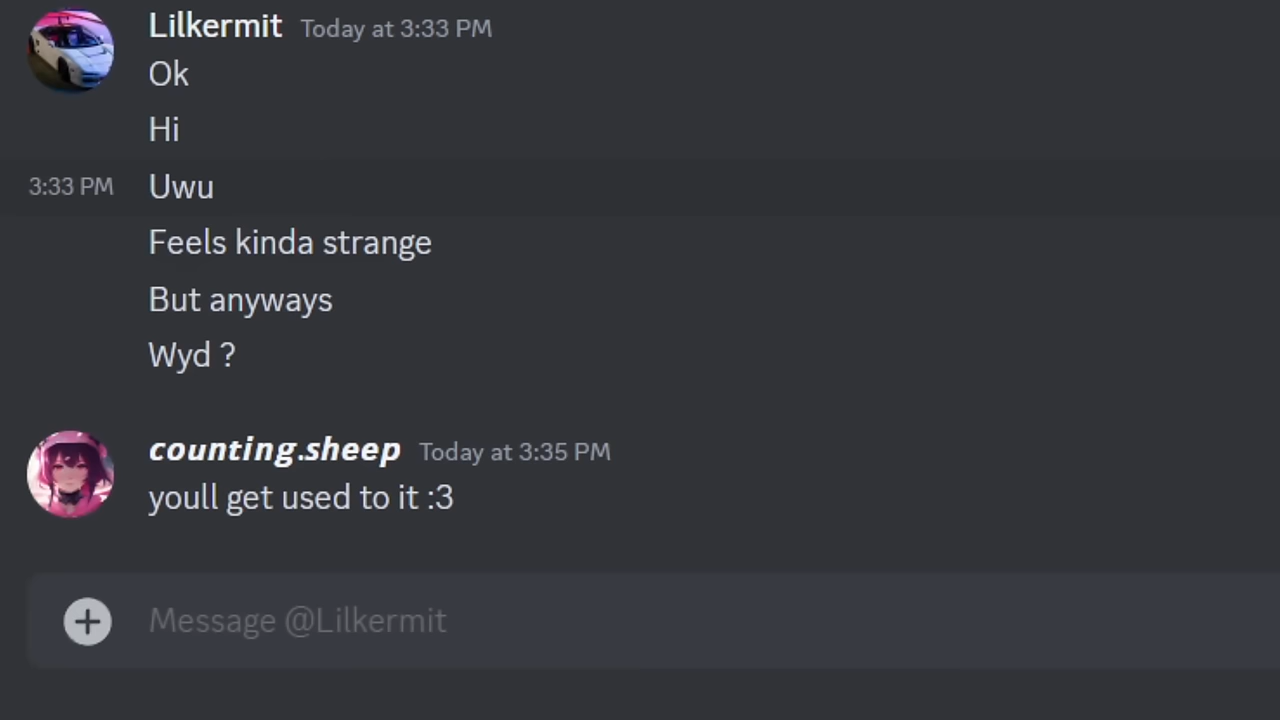 Lilkermit Today at 3:33 PM
Ok
Hi
3:33 PM Uwu
Feels kinda strange
But anyways
Wyd ?
counting.sheep Today at 3:35 PM
youll get used to it :3
Message @Lilkermit